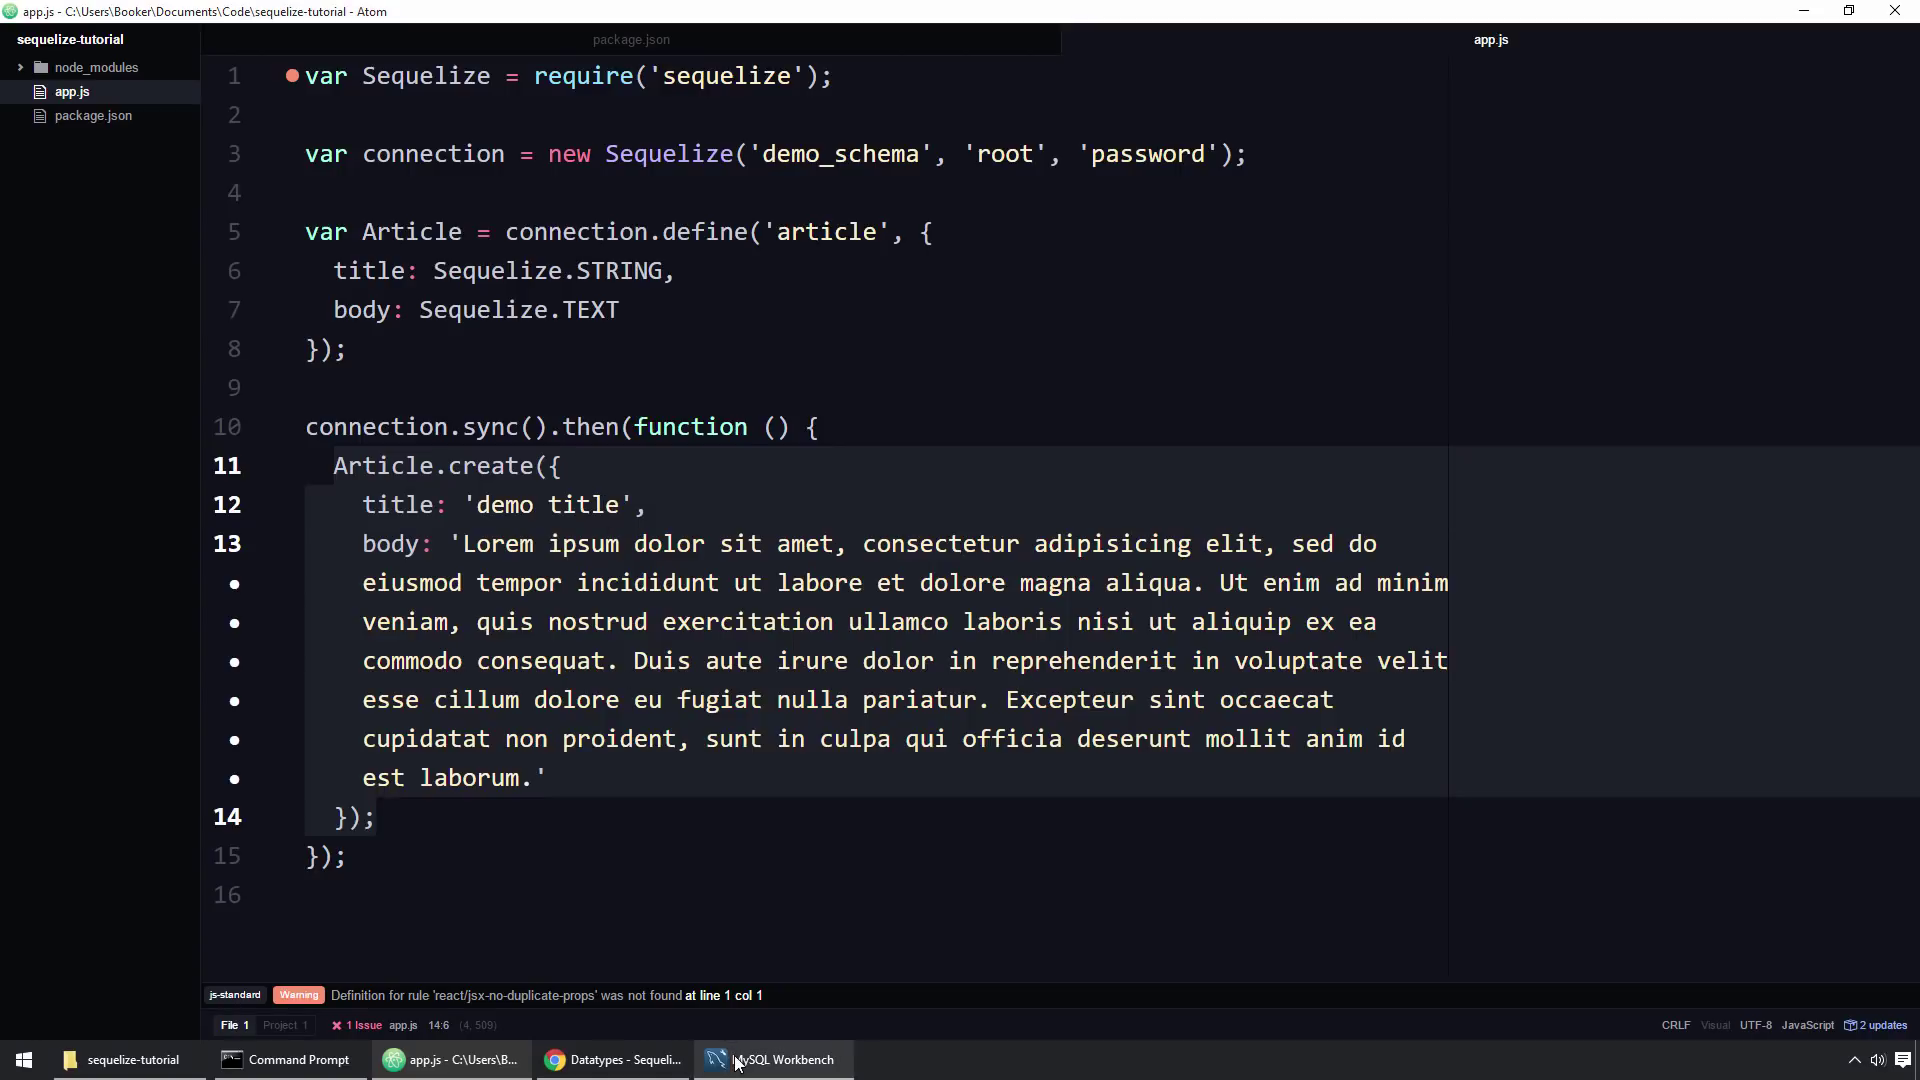 app.js - C:\Users\Booker\Documents\Code\sequelize-tutorial - Atom
sequelize-tutorial
node_modules
app.js
package.json
package.json
app.js
1 var Sequelize = require('sequelize');
2
3 var connection = new Sequelize('demo_schema', 'root', 'password');
4
5 var Article = connection.define('article', {
6 title: Sequelize.STRING,
7 body: Sequelize.TEXT
8 });
9
10 connection.sync().then(function () {
11 Article.create({
12 title: 'demo title',
13 body: 'Lorem ipsum dolor sit amet, consectetur adipisicing elit, sed do
• eiusmod tempor incididunt ut labore et dolore magna aliqua. Ut enim ad minim
• veniam, quis nostrud exercitation ullamco laboris nisi ut aliquip ex ea
• commodo consequat. Duis aute irure dolor in reprehenderit in voluptate velit
• esse cillum dolore eu fugiat nulla pariatur. Excepteur sint occaecat
• cupidatat non proident, sunt in culpa qui officia deserunt mollit anim id
• est laborum.'
14 });
15 });
16
js-standard Warning Definition for rule 'react/jsx-no-duplicate-props' was not found at line 1 col 1
File 1 Project 1 1 Issue app.js 14:6 (4, 509) CRLF Visual UTF-8 JavaScript 2 updates
sequelize-tutorial Command Prompt app.js - C:\Users\B... Datatypes - Sequeli... MySQL Workbench